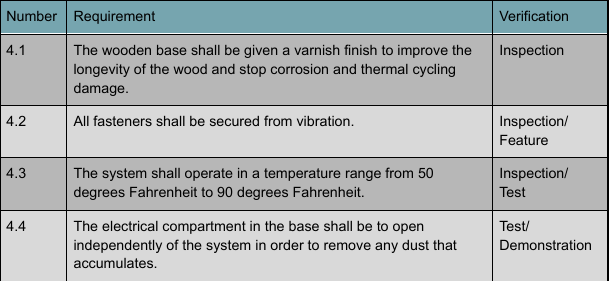 Number Requirement Verification
4.1 The wooden base shall be given a varnish finish to improve the Inspection
longevity of the wood and stop corrosion and thermal cycling
damage.
4.2 All fasteners shall be secured from vibration. Inspection/
Feature
4.3 The system shall operate in a temperature range from 50 Inspection/
degrees Fahrenheit to 90 degrees Fahrenheit. Test
4.4 The electrical compartment in the base shall be to open Test/
independently of the system in order to remove any dust that Demonstration
accumulates.